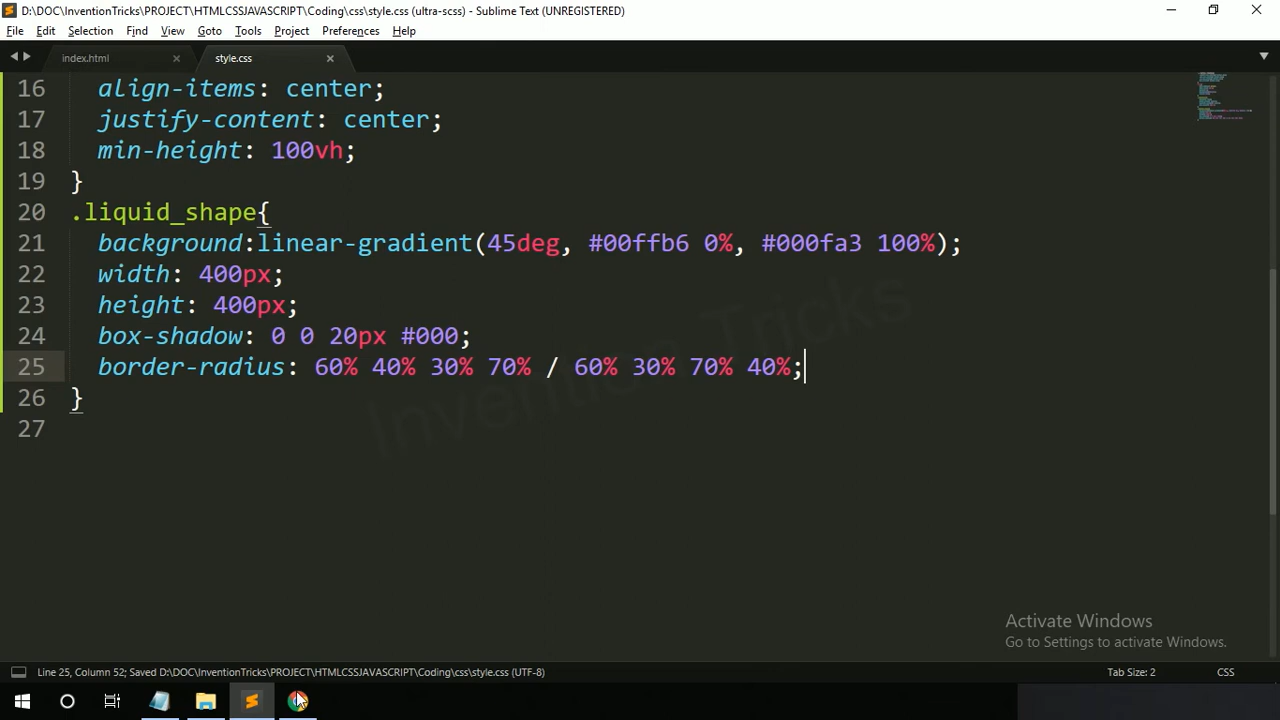 D:\DOC\InventionTricks\PROJECT\HTMLCSSJAVASCRIPT\Coding\css\style.css (ultra-scss) - Sublime Text (UNREGISTERED)
File Edit Selection Find View Goto Tools Project Preferences Help
index.html style.css
16 align-items: center;
17 justify-content: center;
18 min-height: 100vh;
19 }
20 .liquid_shape{
21 background:linear-gradient(45deg, #00ffb6 0%, #000fa3 100%);
22 width: 400px;
23 height: 400px;
24 box-shadow: 0 0 20px #000;
25 border-radius: 60% 40% 30% 70% / 60% 30% 70% 40%;
26 }
27
Invention Tricks
Activate Windows
Go to Settings to activate Windows.
Line 25, Column 52; Saved D:\DOC\InventionTricks\PROJECT\HTMLCSSJAVASCRIPT\Coding\css\style.css (UTF-8) Tab Size: 2 CSS